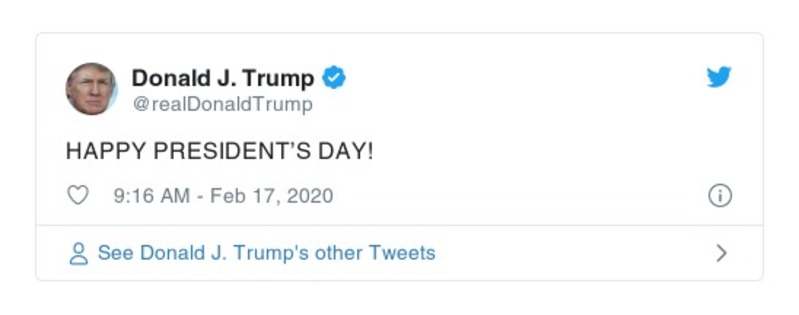 Donald J. Trump
@realDonaldTrump
HAPPY PRESIDENT’S DAY!
9:16 AM - Feb 17, 2020
See Donald J. Trump's other Tweets